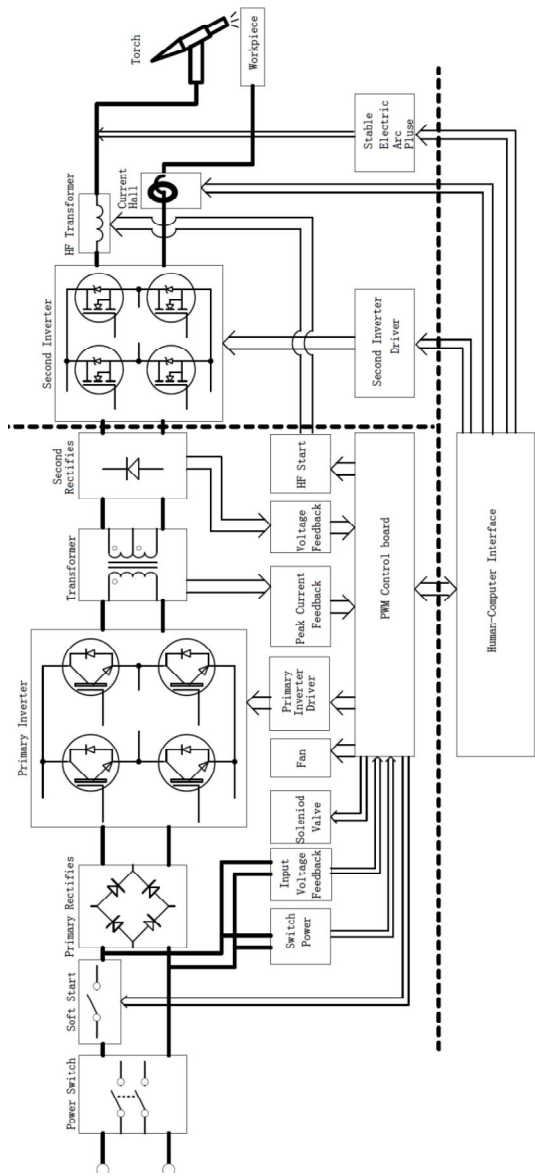 Power Switch
Soft Start
Primary Rectifies
Primary Inverter
Transformer
Second
Rectifies
Second Inverter
HF Transformer
Current
Hall
Torch
Workpiece
Switch
Power
Input
Voltage
Feedback
Soleniod
Valve
Fan
Primary
Inverter
Driver
Peak Current
Feedback
Voltage
Feedback
HF Start
Second Inverter
Driver
Stable
Electric
Arc
Pluse
PWM Control board
Human-Computer Interface